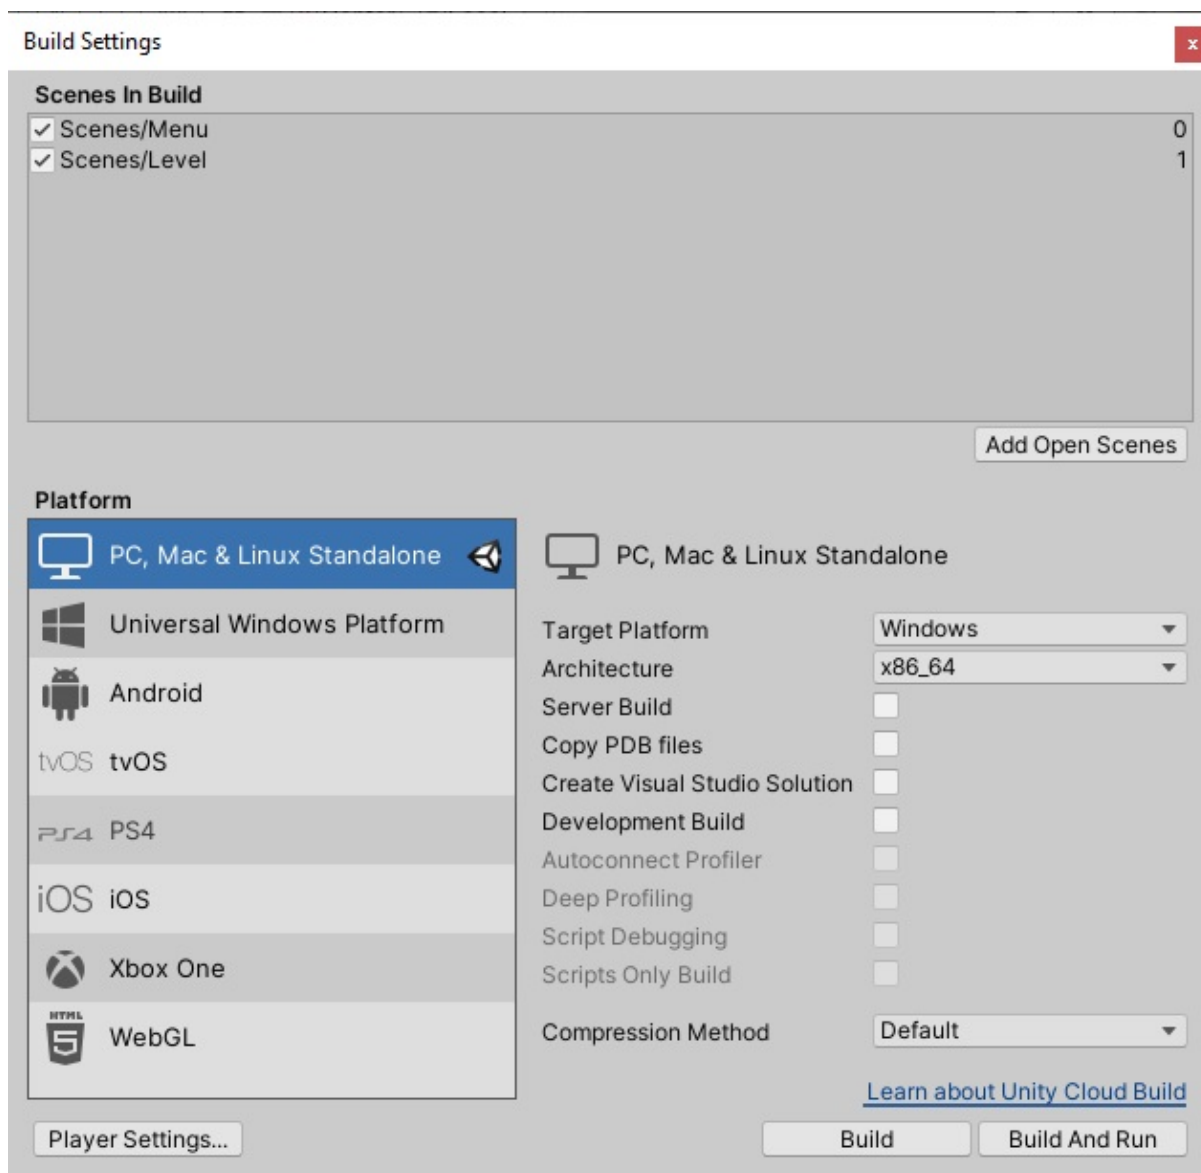 Build Settings
x
Scenes In Build
Scenes/Menu 0
Scenes/Level 1
Add Open Scenes
Platform
PC, Mac & Linux Standalone
Universal Windows Platform
Android
tvOS tvOS
PS4 PS4
iOS iOS
Xbox One
HTML 5 WebGL
PC, Mac & Linux Standalone
Target Platform Windows
Architecture x86_64
Server Build
Copy PDB files
Create Visual Studio Solution
Development Build
Autoconnect Profiler
Deep Profiling
Script Debugging
Scripts Only Build
Compression Method Default
Learn about Unity Cloud Build
Player Settings... Build Build And Run